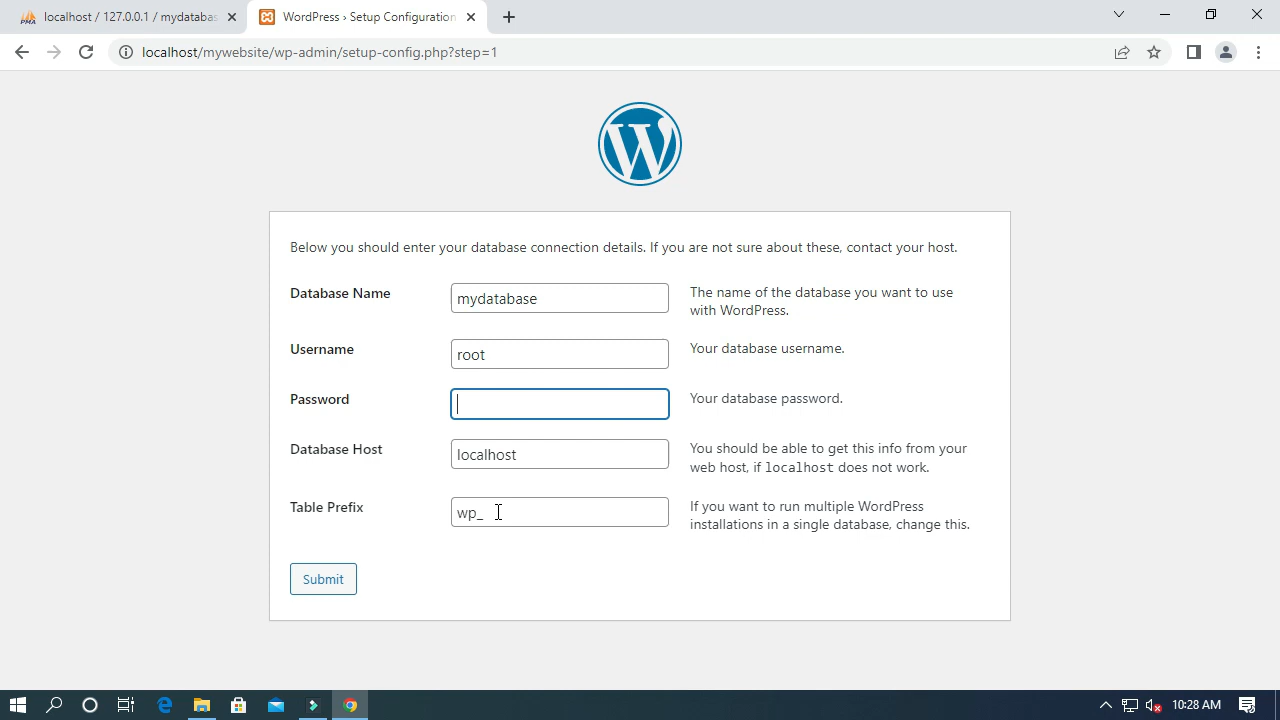 localhost / 127.0.0.1 / mydatabas
WordPress › Setup Configuration
localhost/mywebsite/wp-admin/setup-config.php?step=1
W
Below you should enter your database connection details. If you are not sure about these, contact your host.
Database Name
mydatabase
The name of the database you want to use
with WordPress.
Username
root
Your database username.
Password
Your database password.
Database Host
localhost
You should be able to get this info from your
web host, if localhost does not work.
Table Prefix
wp_
If you want to run multiple WordPress
installations in a single database, change this.
Submit
10:28 AM